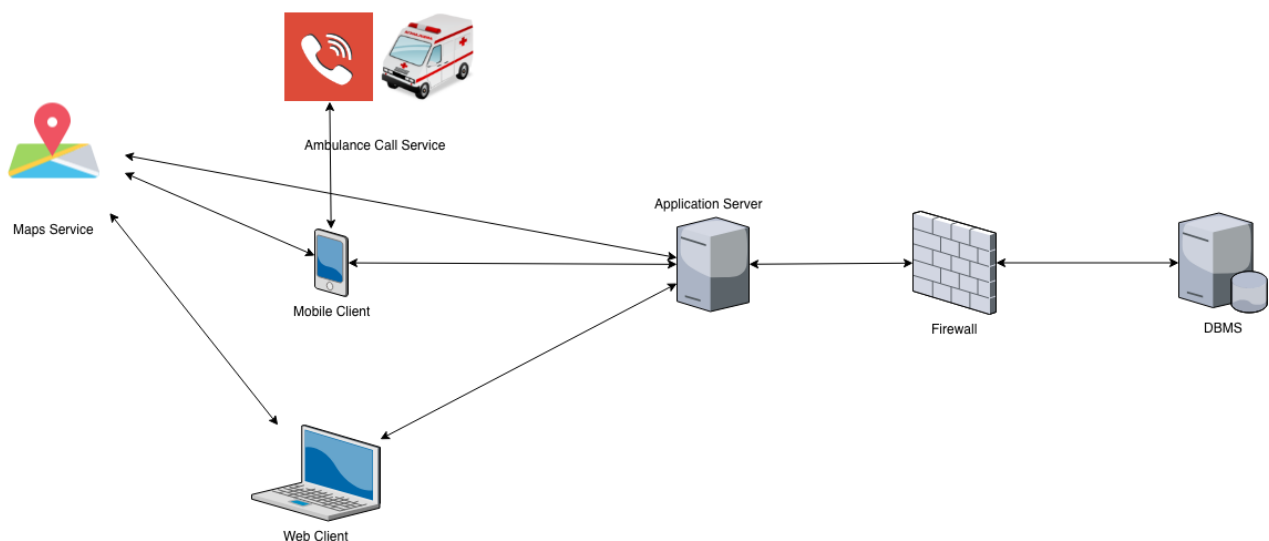 Ambulance Call Service
Maps Service
Application Server
Mobile Client
Firewall
DBMS
Web Client